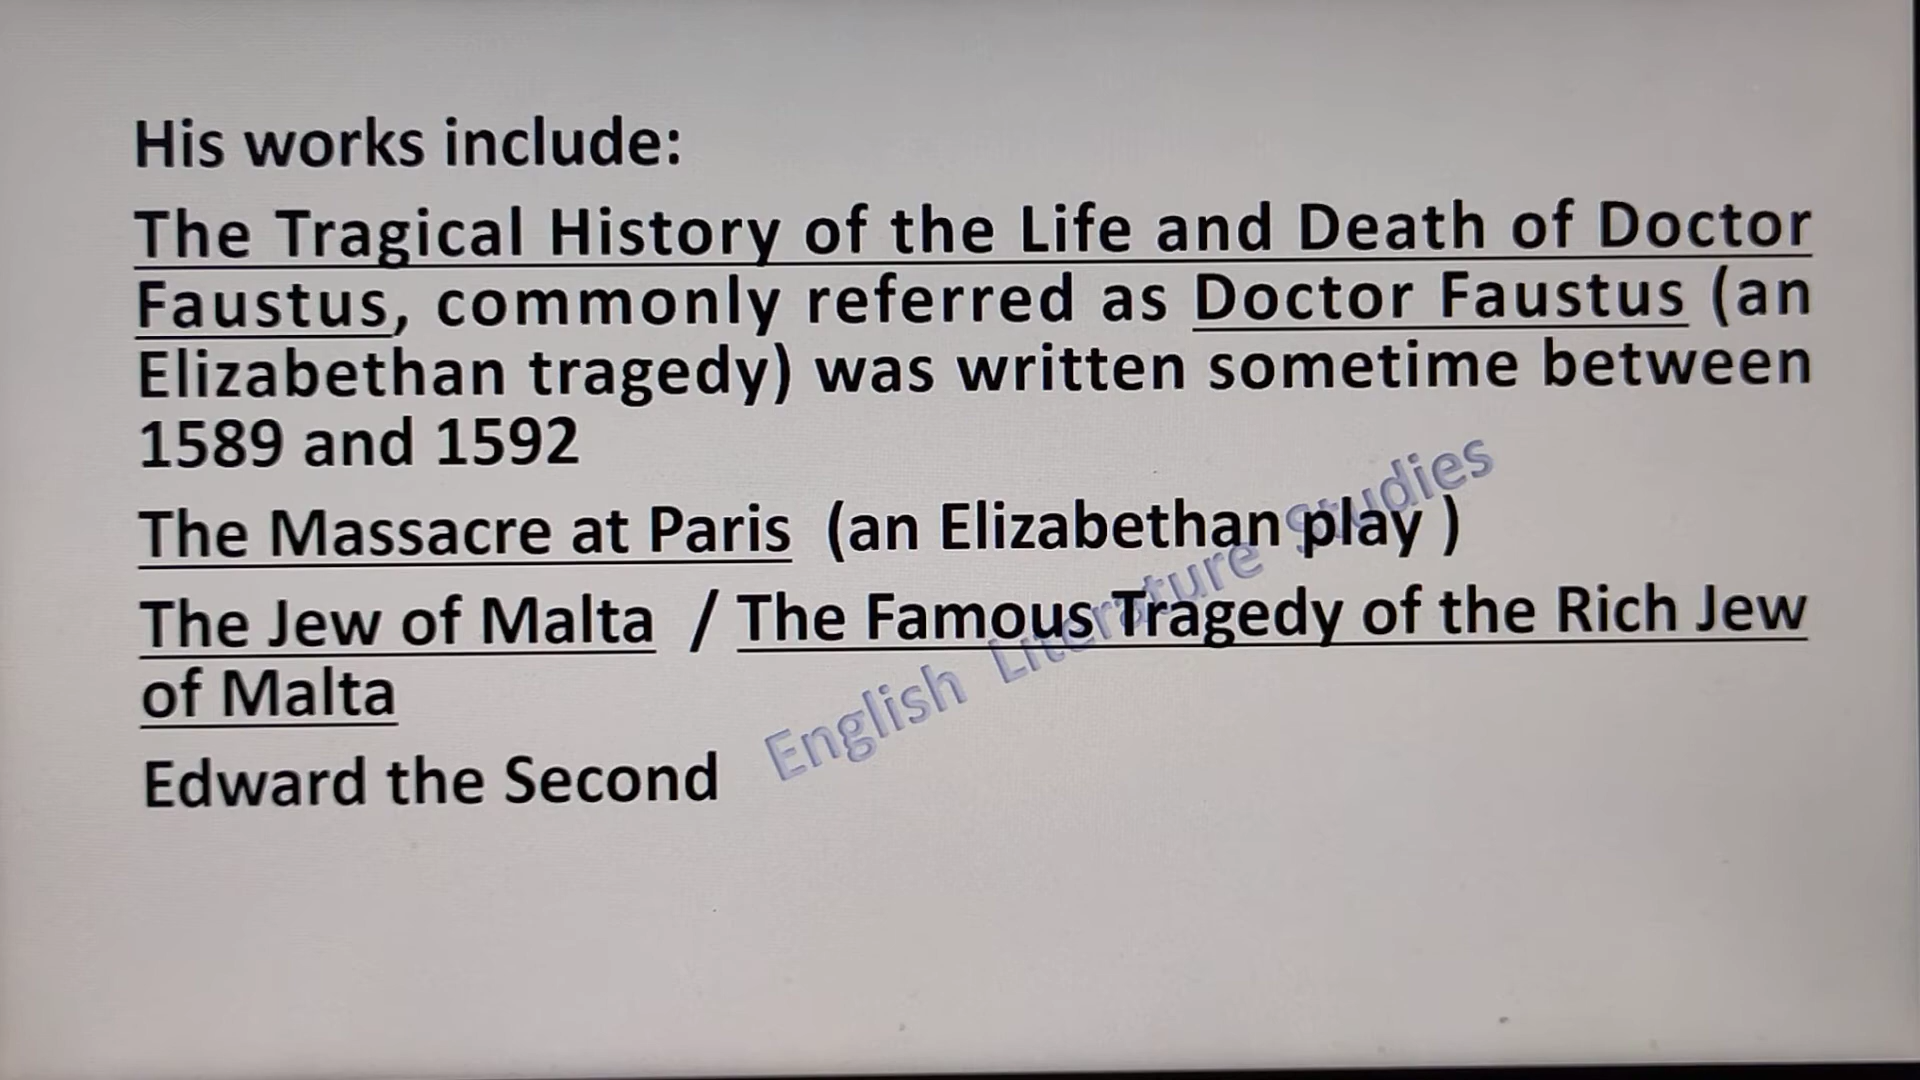 His works include:
The Tragical History of the Life and Death of Doctor
Faustus, commonly referred as Doctor Faustus (an
Elizabethan tragedy) was written sometime between
1589 and 1592
The Massacre at Paris (an Elizabethan play )
The Jew of Malta / The Famous Tragedy of the Rich Jew
of Malta
Edward the Second
English Literature Studies